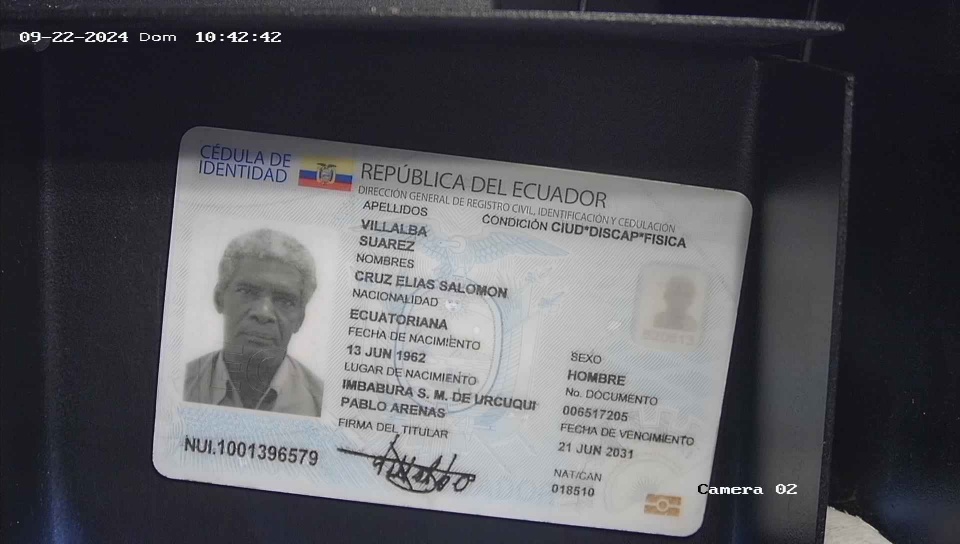 09-22-2024 Dom 10:42:42
CÉDULA DE
IDENTIDAD
REPÚBLICA DEL ECUADOR
DIRECCIÓN GENERAL DE REGISTRO CIVIL, IDENTIFICACIÓN Y CEDULACIÓN
APELLIDOS
CONDICIÓN CIUD*DISCAP*FISICA
VILLALBA
SUAREZ
NOMBRES
CRUZ ELIAS SALOMON
NACIONALIDAD
ECUATORIANA
FECHA DE NACIMIENTO
13 JUN 1962
LUGAR DE NACIMIENTO
IMBABURA S. M. DE URCUQUI
PABLO ARENAS
FIRMA DEL TITULAR
SEXO
HOMBRE
No. DOCUMENTO
006517205
FECHA DE VENCIMIENTO
21 JUN 2031
NAT/CAN
018510
NUI.1001396579
Camera 02